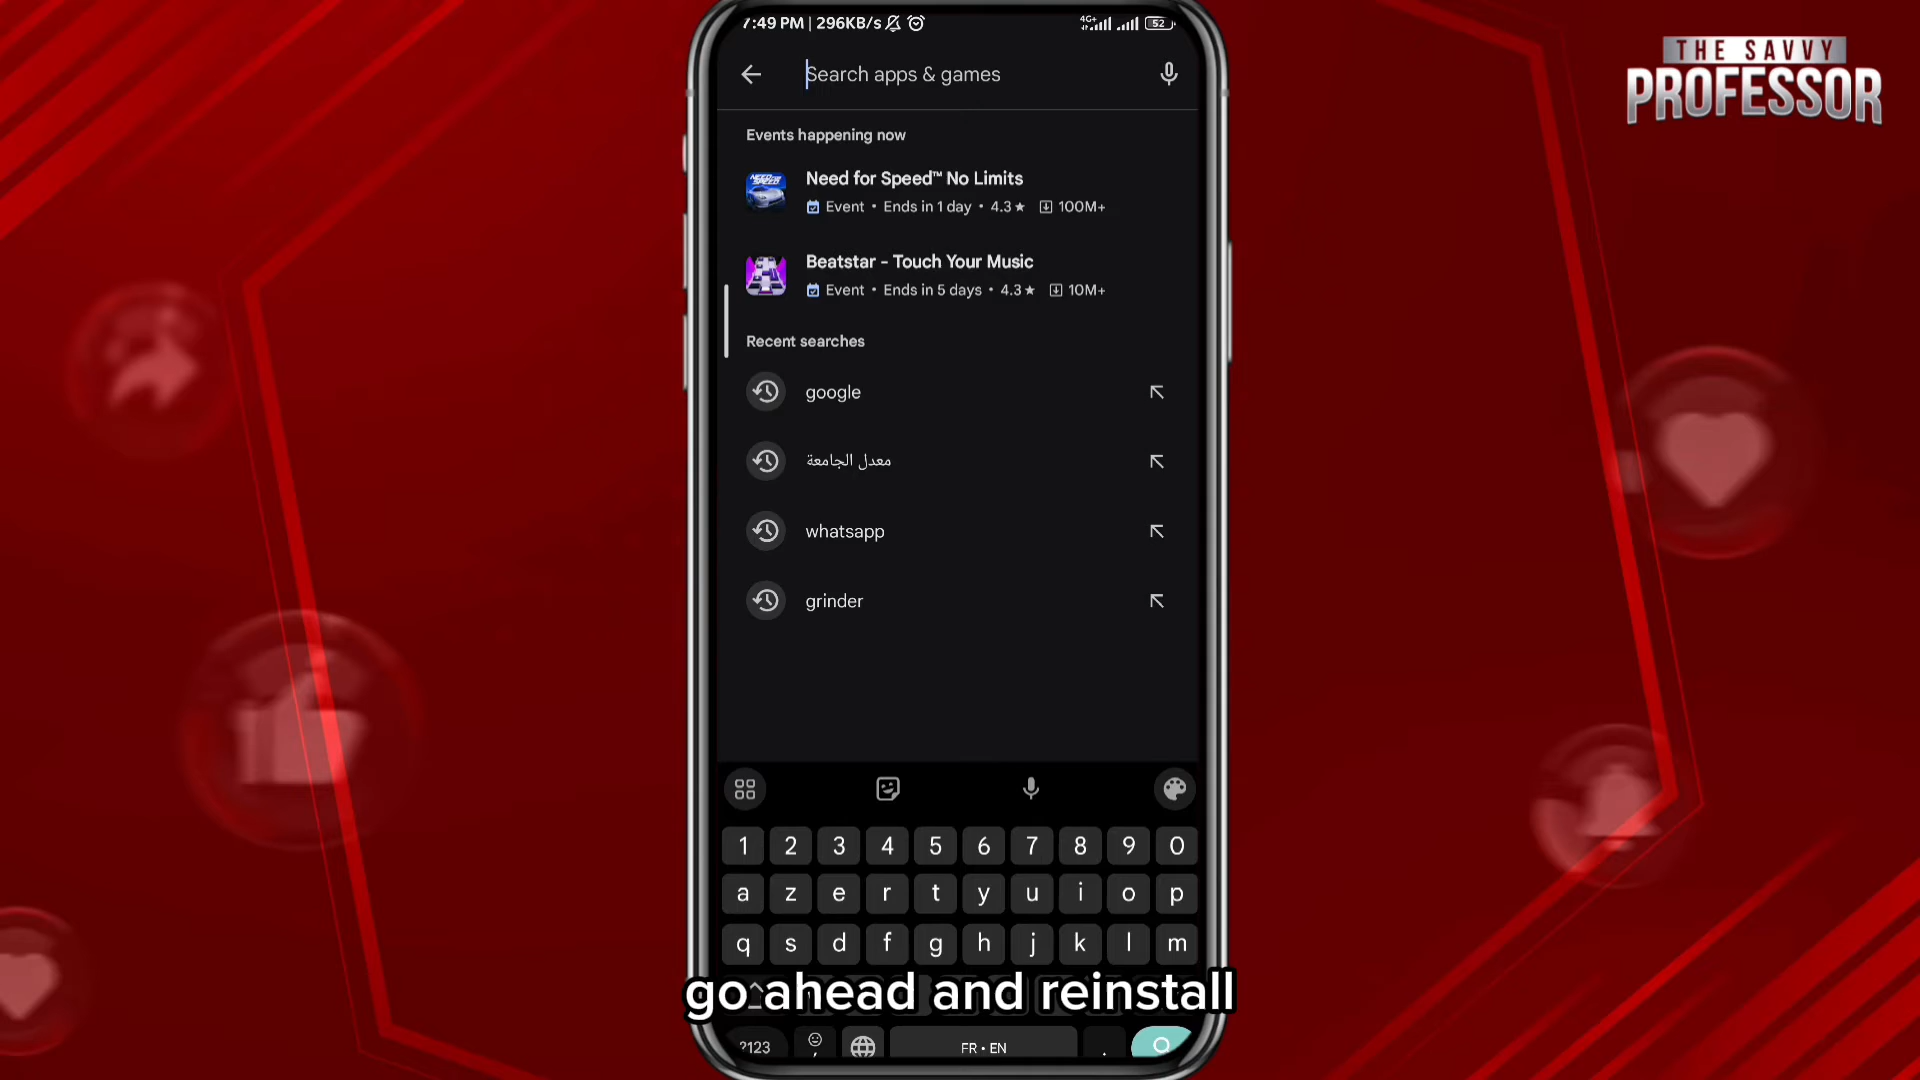 THE SAVVY
PROFESSOR
7:49 PM | 296KB/s 4G+ 52
Search apps & games
Events happening now
Need for Speed™ No Limits
Event • Ends in 1 day • 4.3★ 100M+
Beatstar - Touch Your Music
Event • Ends in 5 days • 4.3★ 10M+
Recent searches
google
معدل الجامعة
whatsapp
grinder
1 2 3 4 5 6 7 8 9 0
a z e r t y u i o p
q s d f g h j k l m
go ahead and reinstall
?123 , FR • EN .